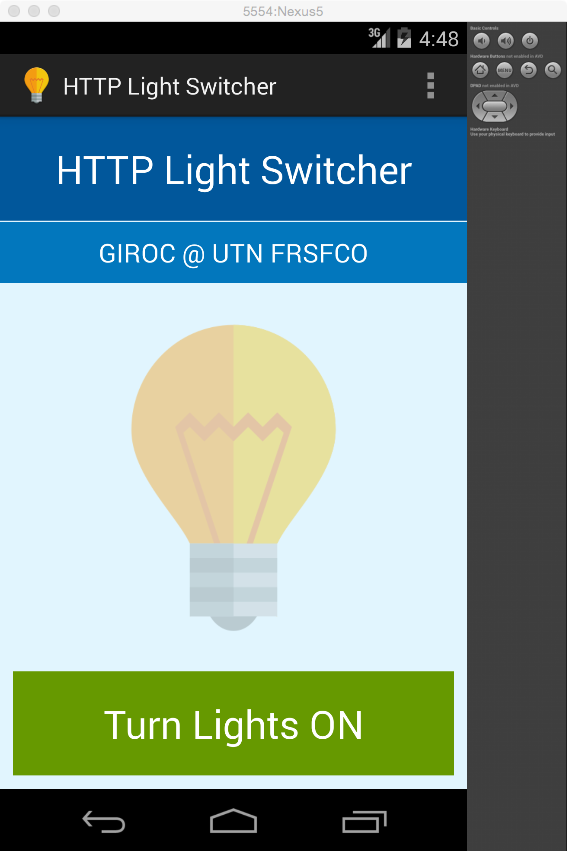 5554:Nexus5
3G 4:48
HTTP Light Switcher
HTTP Light Switcher
GIROC @ UTN FRSFCO
Turn Lights ON
Basic Controls
Hardware Buttons not enabled in AVD
MENU
DPAD not enabled in AVD
Hardware Keyboard
Use your physical keyboard to provide input